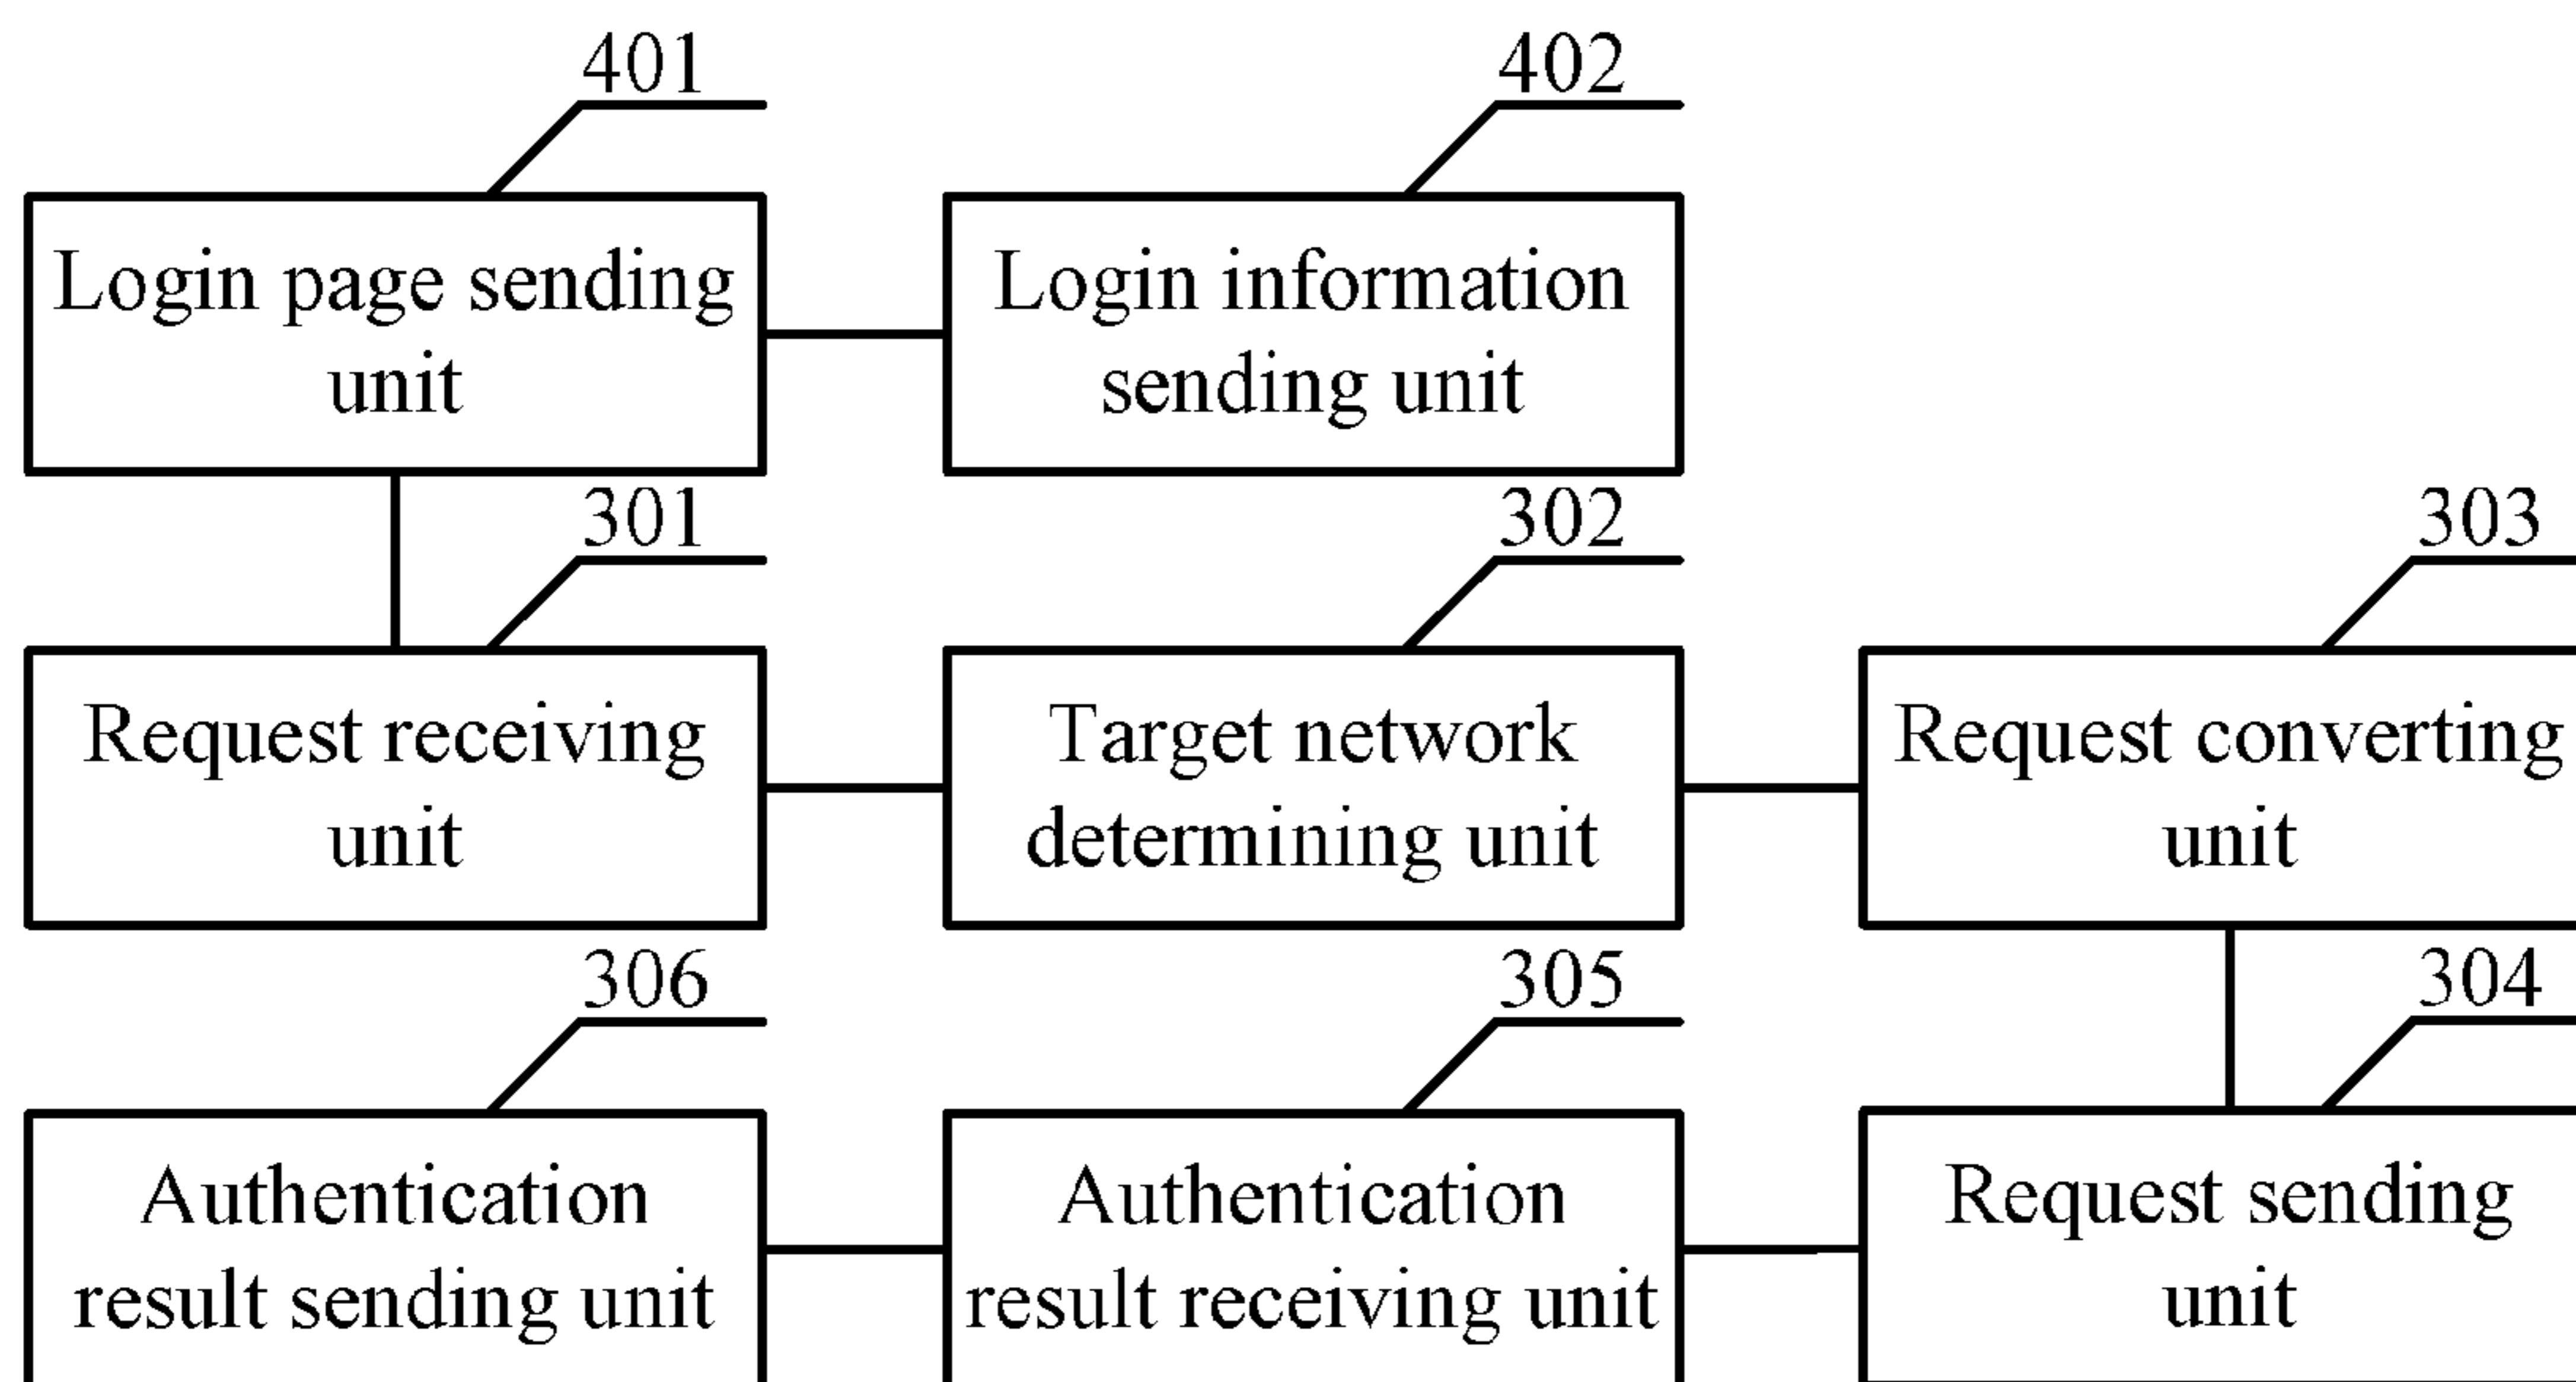 401
402
Login page sending
unit
Login information
sending unit
301
302
303
Request receiving
unit
Target network
determining unit
Request converting
unit
306
305
304
Authentication
result sending unit
Authentication
result receiving unit
Request sending
unit